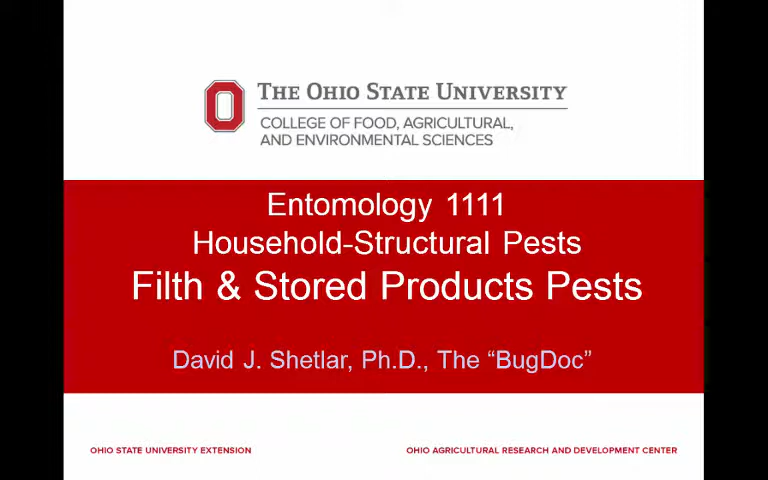 THE OHIO STATE UNIVERSITY
COLLEGE OF FOOD, AGRICULTURAL,
AND ENVIRONMENTAL SCIENCES
Entomology 1111
Household-Structural Pests
Filth & Stored Products Pests
David J. Shetlar, Ph.D., The “BugDoc”
OHIO STATE UNIVERSITY EXTENSION
OHIO AGRICULTURAL RESEARCH AND DEVELOPMENT CENTER